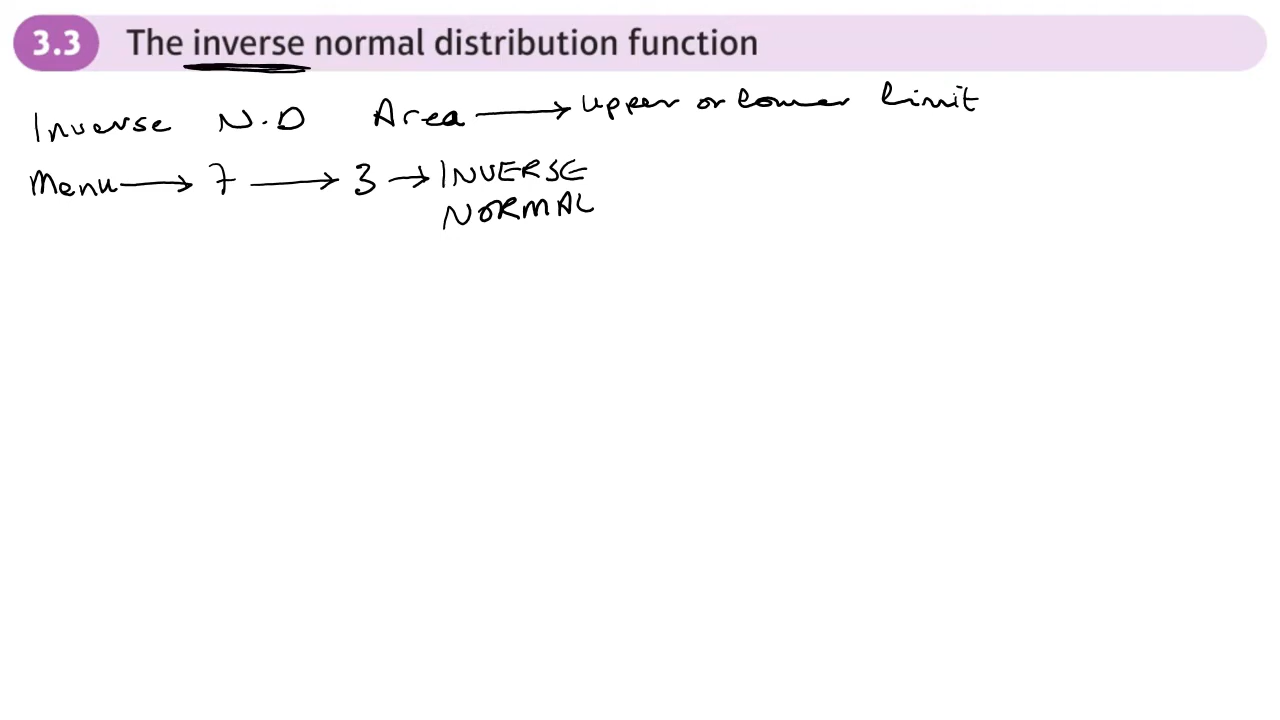 3.3 The inverse normal distribution function
Inverse N.D Area → upper or lower limit
Menu → 7 → 3 → INVERSE
NORMAL